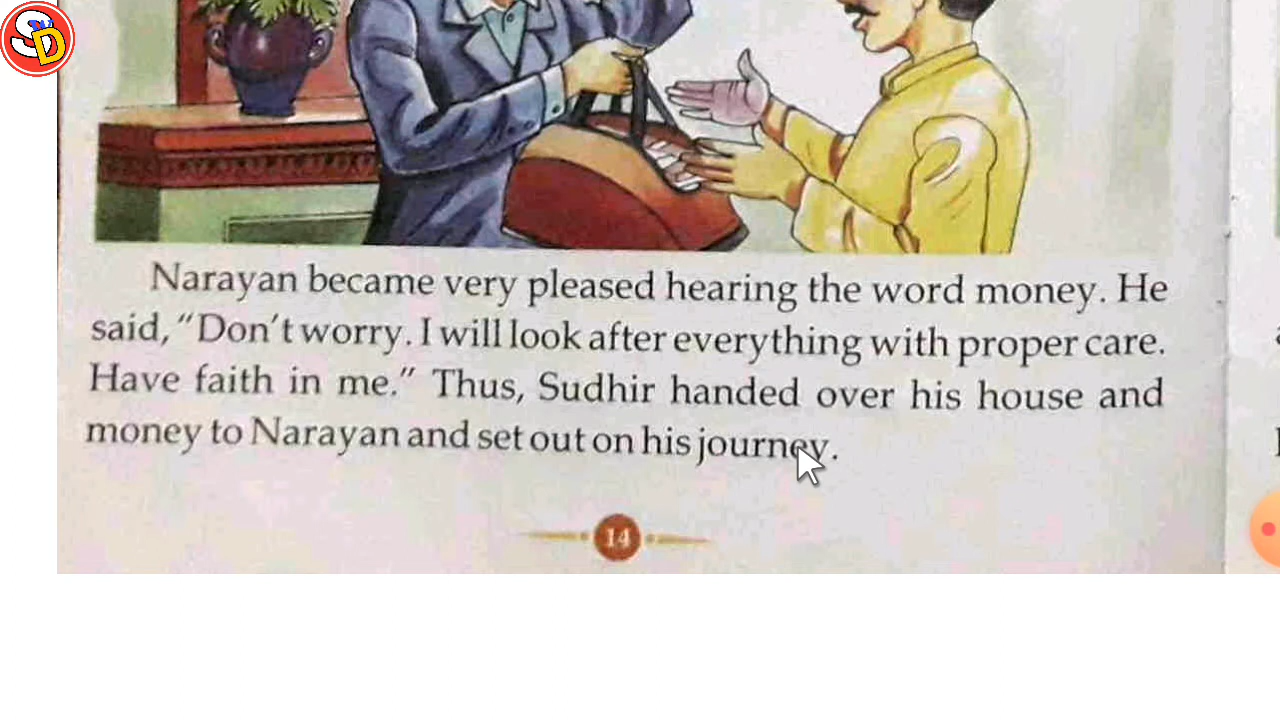 SD
Narayan became very pleased hearing the word money. He
said, "Don't worry. I will look after everything with proper care.
Have faith in me." Thus, Sudhir handed over his house and
money to Narayan and set out on his journey.
14